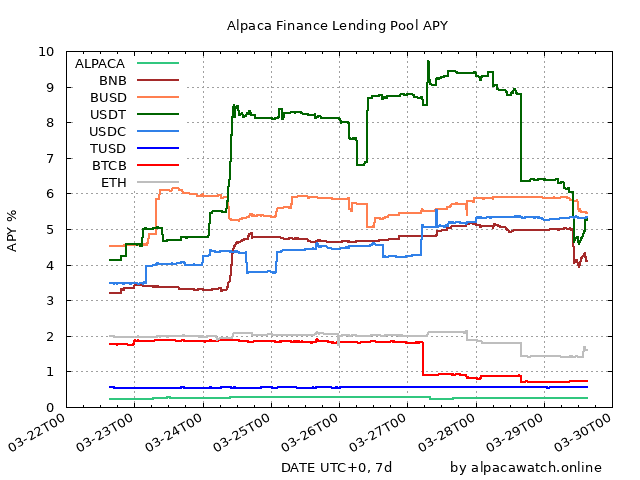 Alpaca Finance Lending Pool APY
10
9
8
7
6
5
4
3
2
1
0
APY %
ALPACA
BNB
BUSD
USDT
USDC
TUSD
BTCB
ETH
03-22T00
03-23T00
03-24T00
03-25T00
03-26T00
03-27T00
03-28T00
03-29T00
03-30T00
DATE UTC+0, 7d
by alpacawatch.online